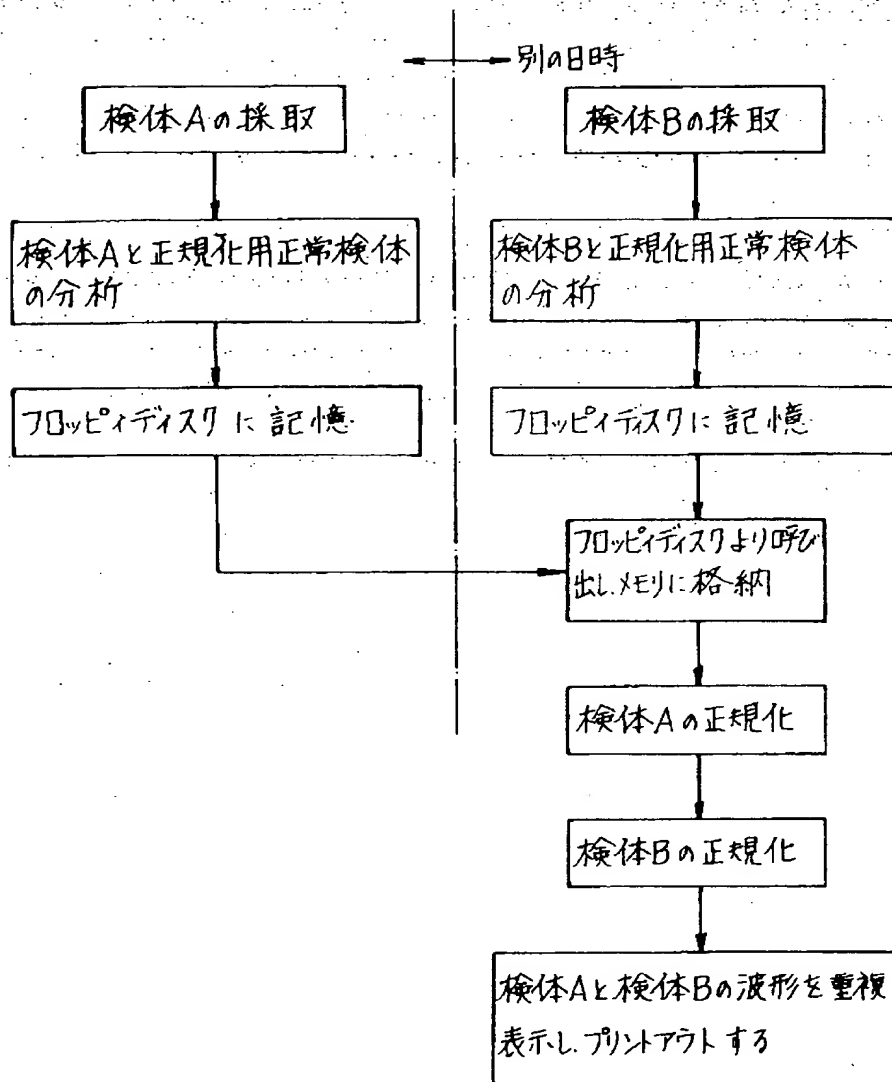 別の日時
検体Aの採取
検体Aと正規化用正常検体
の分析
フロッピィディスクに記憶
検体Bの採取
検体Bと正規化用正常検体
の分析
フロッピィディスクに記憶
フロッピィディスクより呼び
出し、メモリに格納
検体Aの正規化
検体Bの正規化
検体Aと検体Bの波形を重複
表示し、プリントアウトする